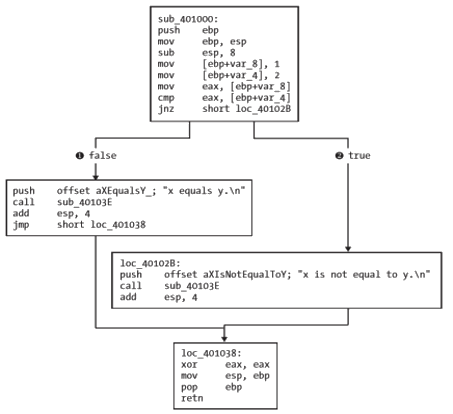 sub_401000:
push ebp
mov ebp, esp
sub esp, 8
mov [ebp+var_8], 1
mov [ebp+var_4], 2
mov eax, [ebp+var_8]
cmp eax, [ebp+var_4]
jnz short loc_40102B
❶ false
❷ true
push offset aXEqualsY_; "x equals y.\n"
call sub_40103E
add esp, 4
jmp short loc_401038
loc_40102B:
push offset aXIsNotEqualToY; "x is not equal to y.\n"
call sub_40103E
add esp, 4
loc_401038:
xor eax, eax
mov esp, ebp
pop ebp
retn